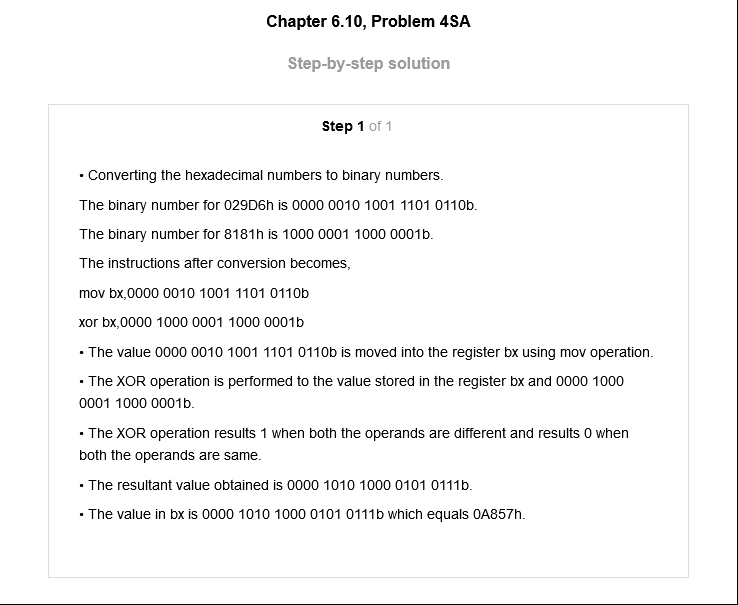 Chapter 6.10, Problem 4SA
Step-by-step solution
Step 1 of 1
• Converting the hexadecimal numbers to binary numbers.
The binary number for 029D6h is 0000 0010 1001 1101 0110b.
The binary number for 8181h is 1000 0001 1000 0001b.
The instructions after conversion becomes,
mov bx,0000 0010 1001 1101 0110b
xor bx,0000 1000 0001 1000 0001b
• The value 0000 0010 1001 1101 0110b is moved into the register bx using mov operation.
• The XOR operation is performed to the value stored in the register bx and 0000 1000
0001 1000 0001b.
• The XOR operation results 1 when both the operands are different and results 0 when
both the operands are same.
• The resultant value obtained is 0000 1010 1000 0101 0111b.
• The value in bx is 0000 1010 1000 0101 0111b which equals 0A857h.